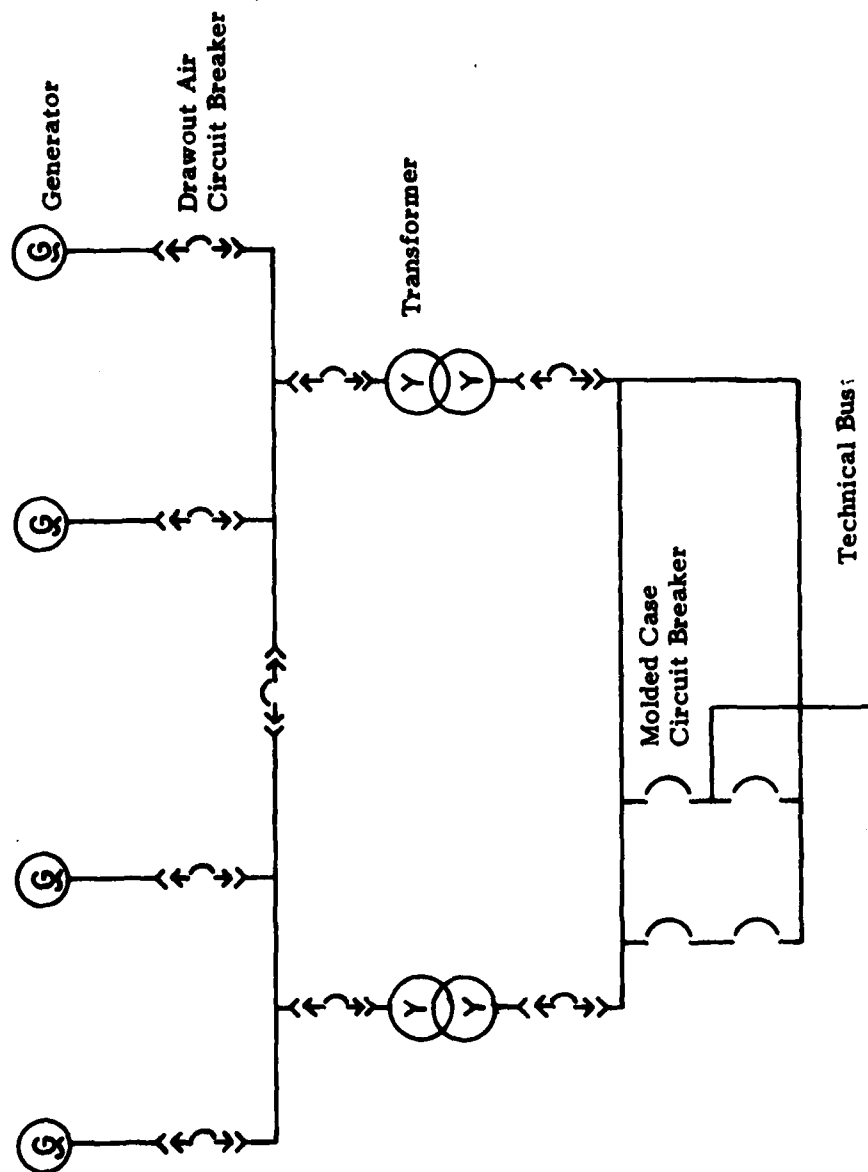 G
G
G
G
Generator
Drawout Air
Circuit Breaker
Transformer
Y
Y
Y
Y
Molded Case
Circuit Breaker
Technical Bus